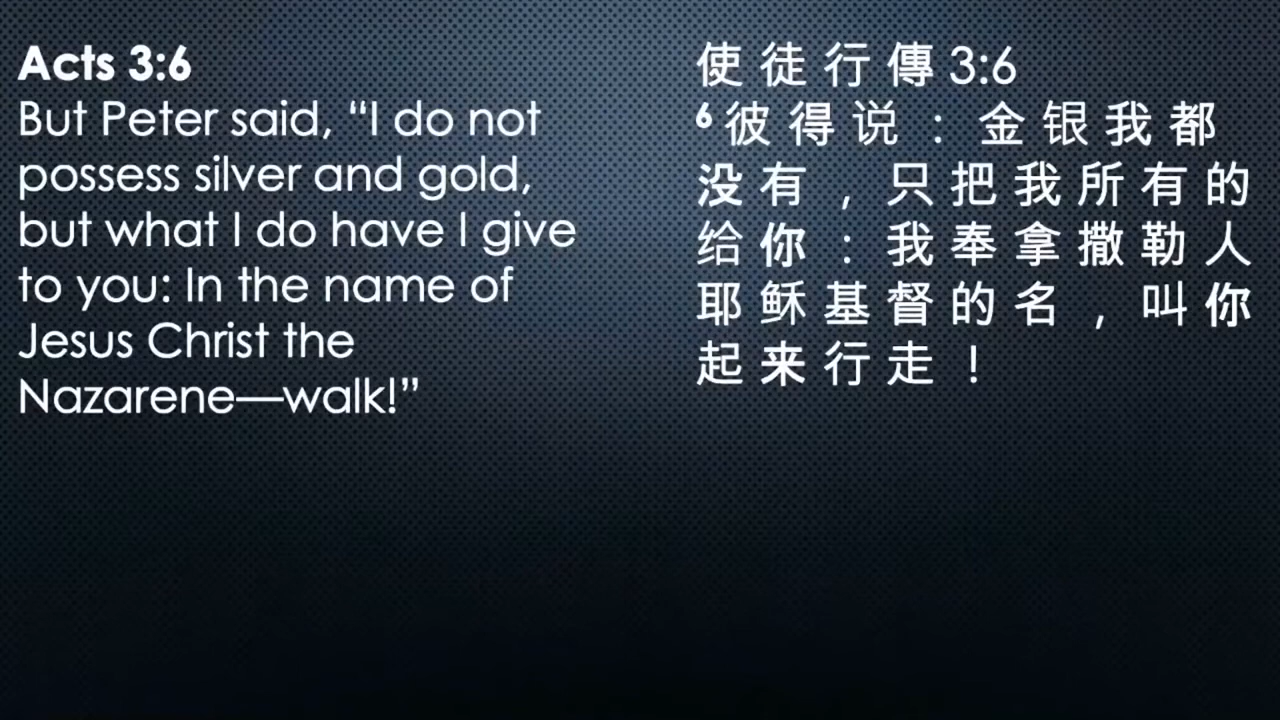 Acts 3:6
But Peter said, “I do not
possess silver and gold,
but what I do have I give
to you: In the name of
Jesus Christ the
Nazarene—walk!”
使徒行傳 3:6
6 彼得说：金银我都
没有，只把我所有的
给你：我奉拿撒勒人
耶稣基督的名，叫你
起来行走！